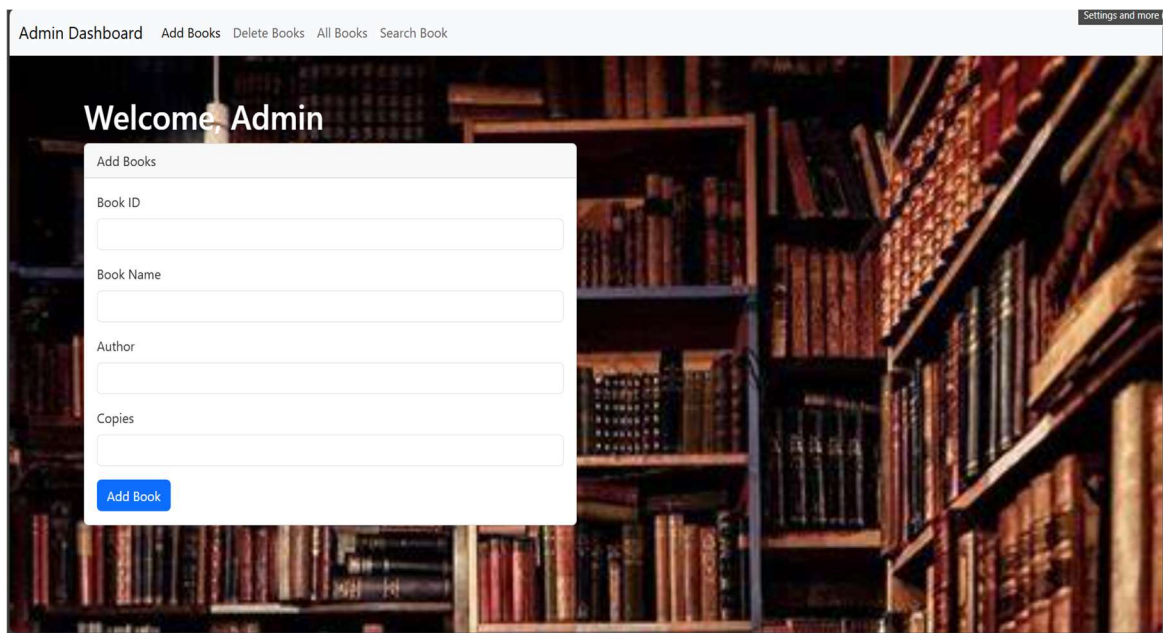 Settings and more
Admin Dashboard Add Books Delete Books All Books Search Book
Welcome, Admin
Add Books
Book ID
Book Name
Author
Copies
Add Book